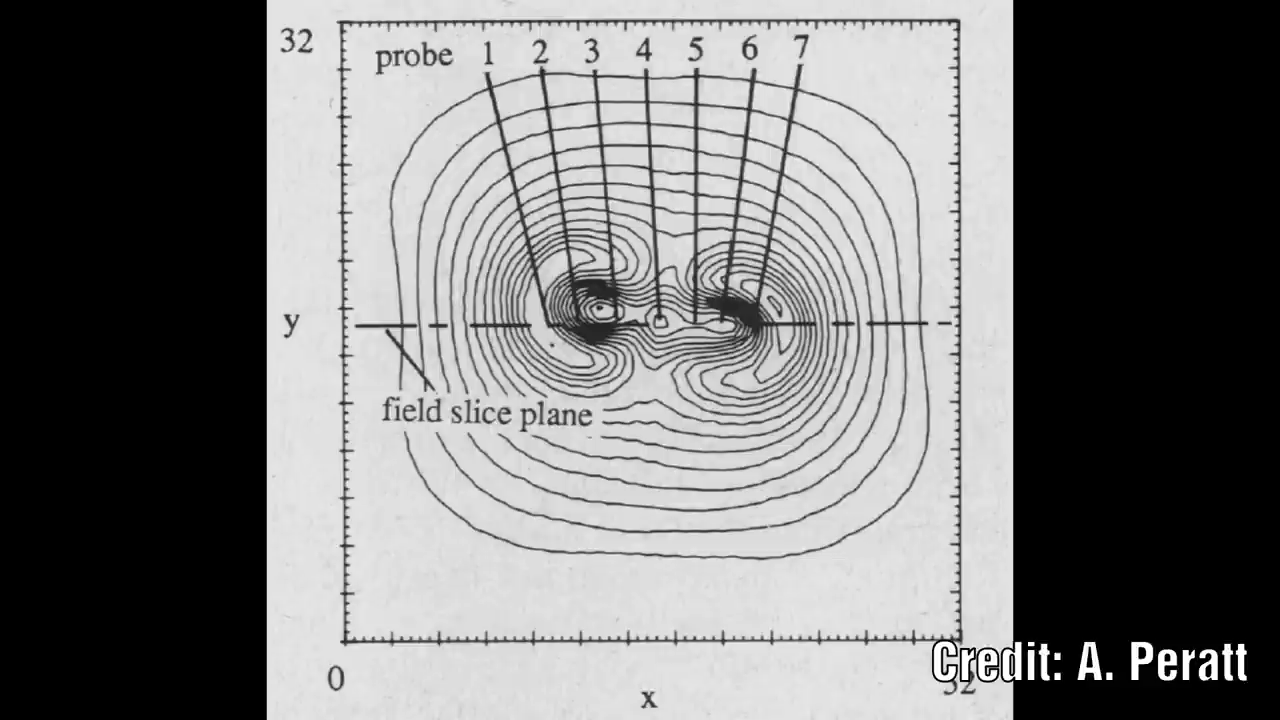 32
probe 1 2 3 4 5 6 7
y
field slice plane
0
32
x
Credit: A. Peratt